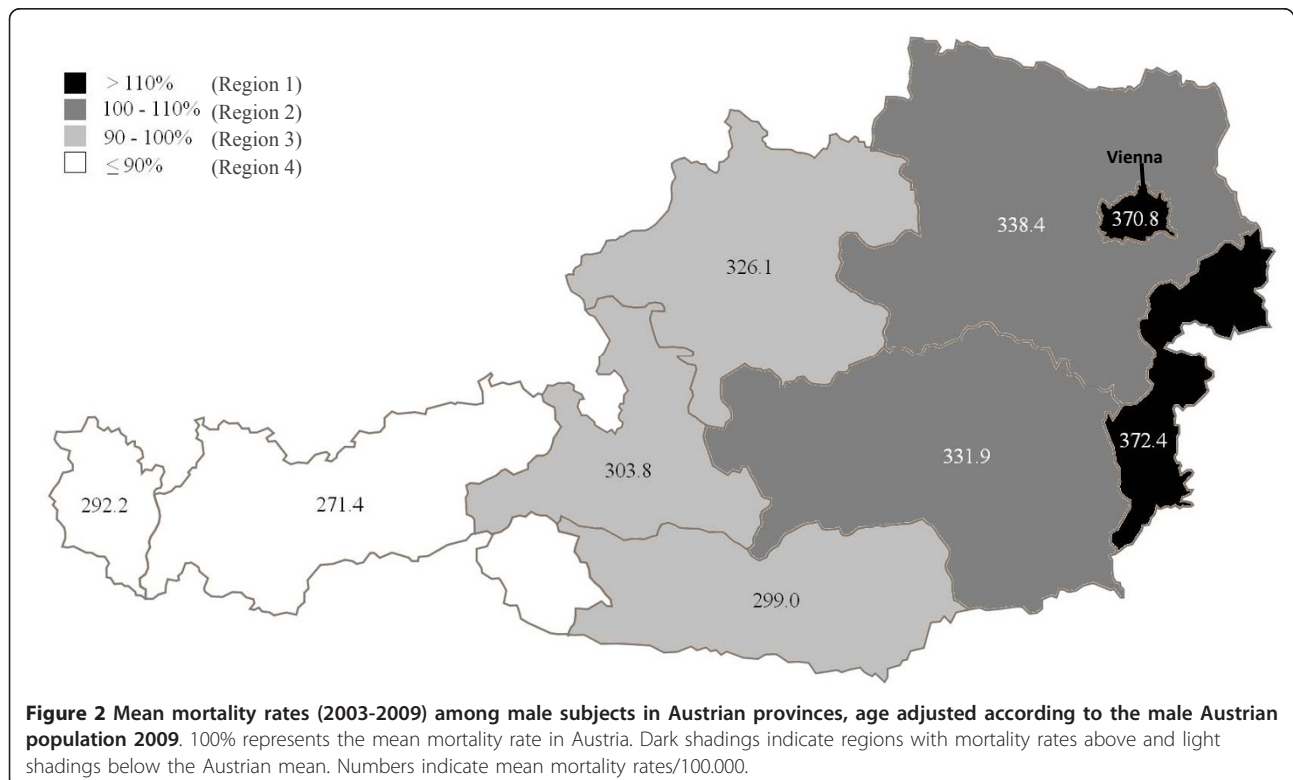 > 110% (Region 1)
100 - 110% (Region 2)
90 - 100% (Region 3)
≤ 90% (Region 4)
Vienna
370.8
338.4
326.1
372.4
331.9
303.8
292.2
271.4
299.0
Figure 2 Mean mortality rates (2003-2009) among male subjects in Austrian provinces, age adjusted according to the male Austrian
population 2009. 100% represents the mean mortality rate in Austria. Dark shadings indicate regions with mortality rates above and light
shadings below the Austrian mean. Numbers indicate mean mortality rates/100.000.